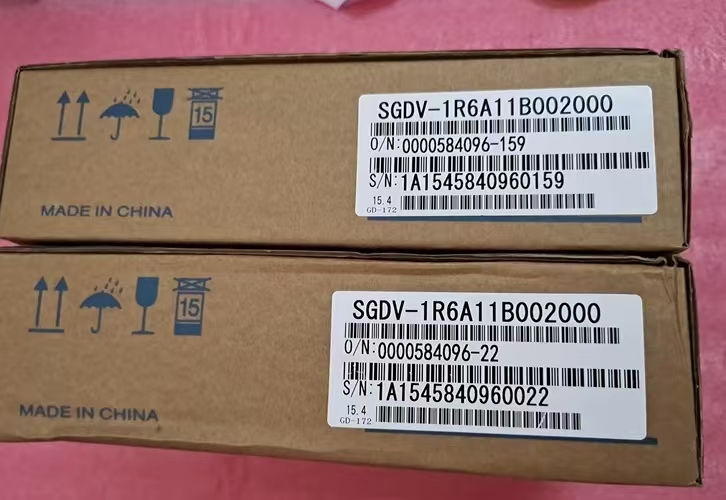 15
SGDV-1R6A11B002000
O/N:0000584096-159
S/N:1A1545840960159
15.4
GD-172
MADE IN CHINA
15
SGDV-1R6A11B002000
O/N:0000584096-22
S/N:1A1545840960022
15.4
GD-172
MADE IN CHINA